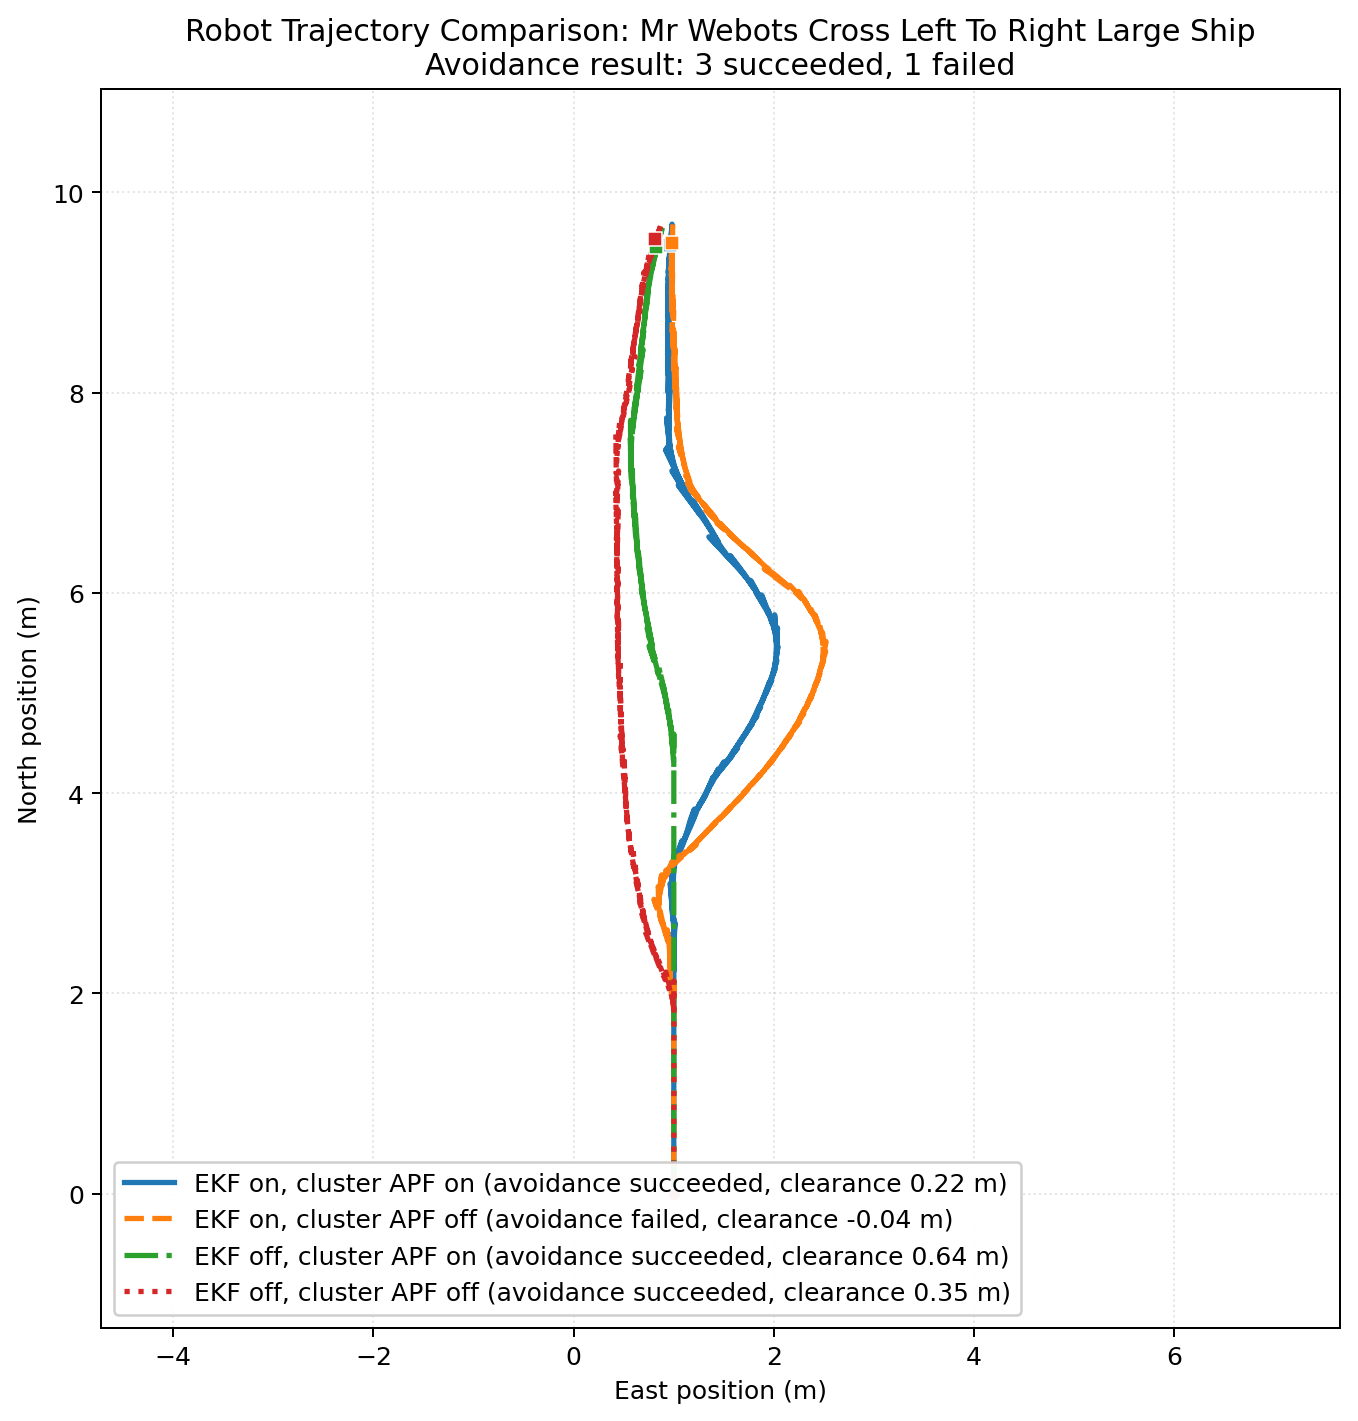 Robot Trajectory Comparison: Mr Webots Cross Left To Right Large Ship
Avoidance result: 3 succeeded, 1 failed
10
8
6
4
2
0
North position (m)
EKF on, cluster APF on (avoidance succeeded, clearance 0.22 m)
EKF on, cluster APF off (avoidance failed, clearance -0.04 m)
EKF off, cluster APF on (avoidance succeeded, clearance 0.64 m)
EKF off, cluster APF off (avoidance succeeded, clearance 0.35 m)
−4 −2 0 2 4 6
East position (m)